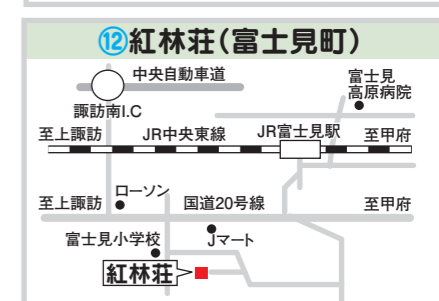 ⑫紅林荘(富士見町)
中央自動車道
富士見
高原病院
諏訪南I.C
至上諏訪
JR中央東線
JR富士見駅
至甲府
ローソン
至上諏訪
国道20号線
至甲府
富士見小学校
Jマート
紅林荘